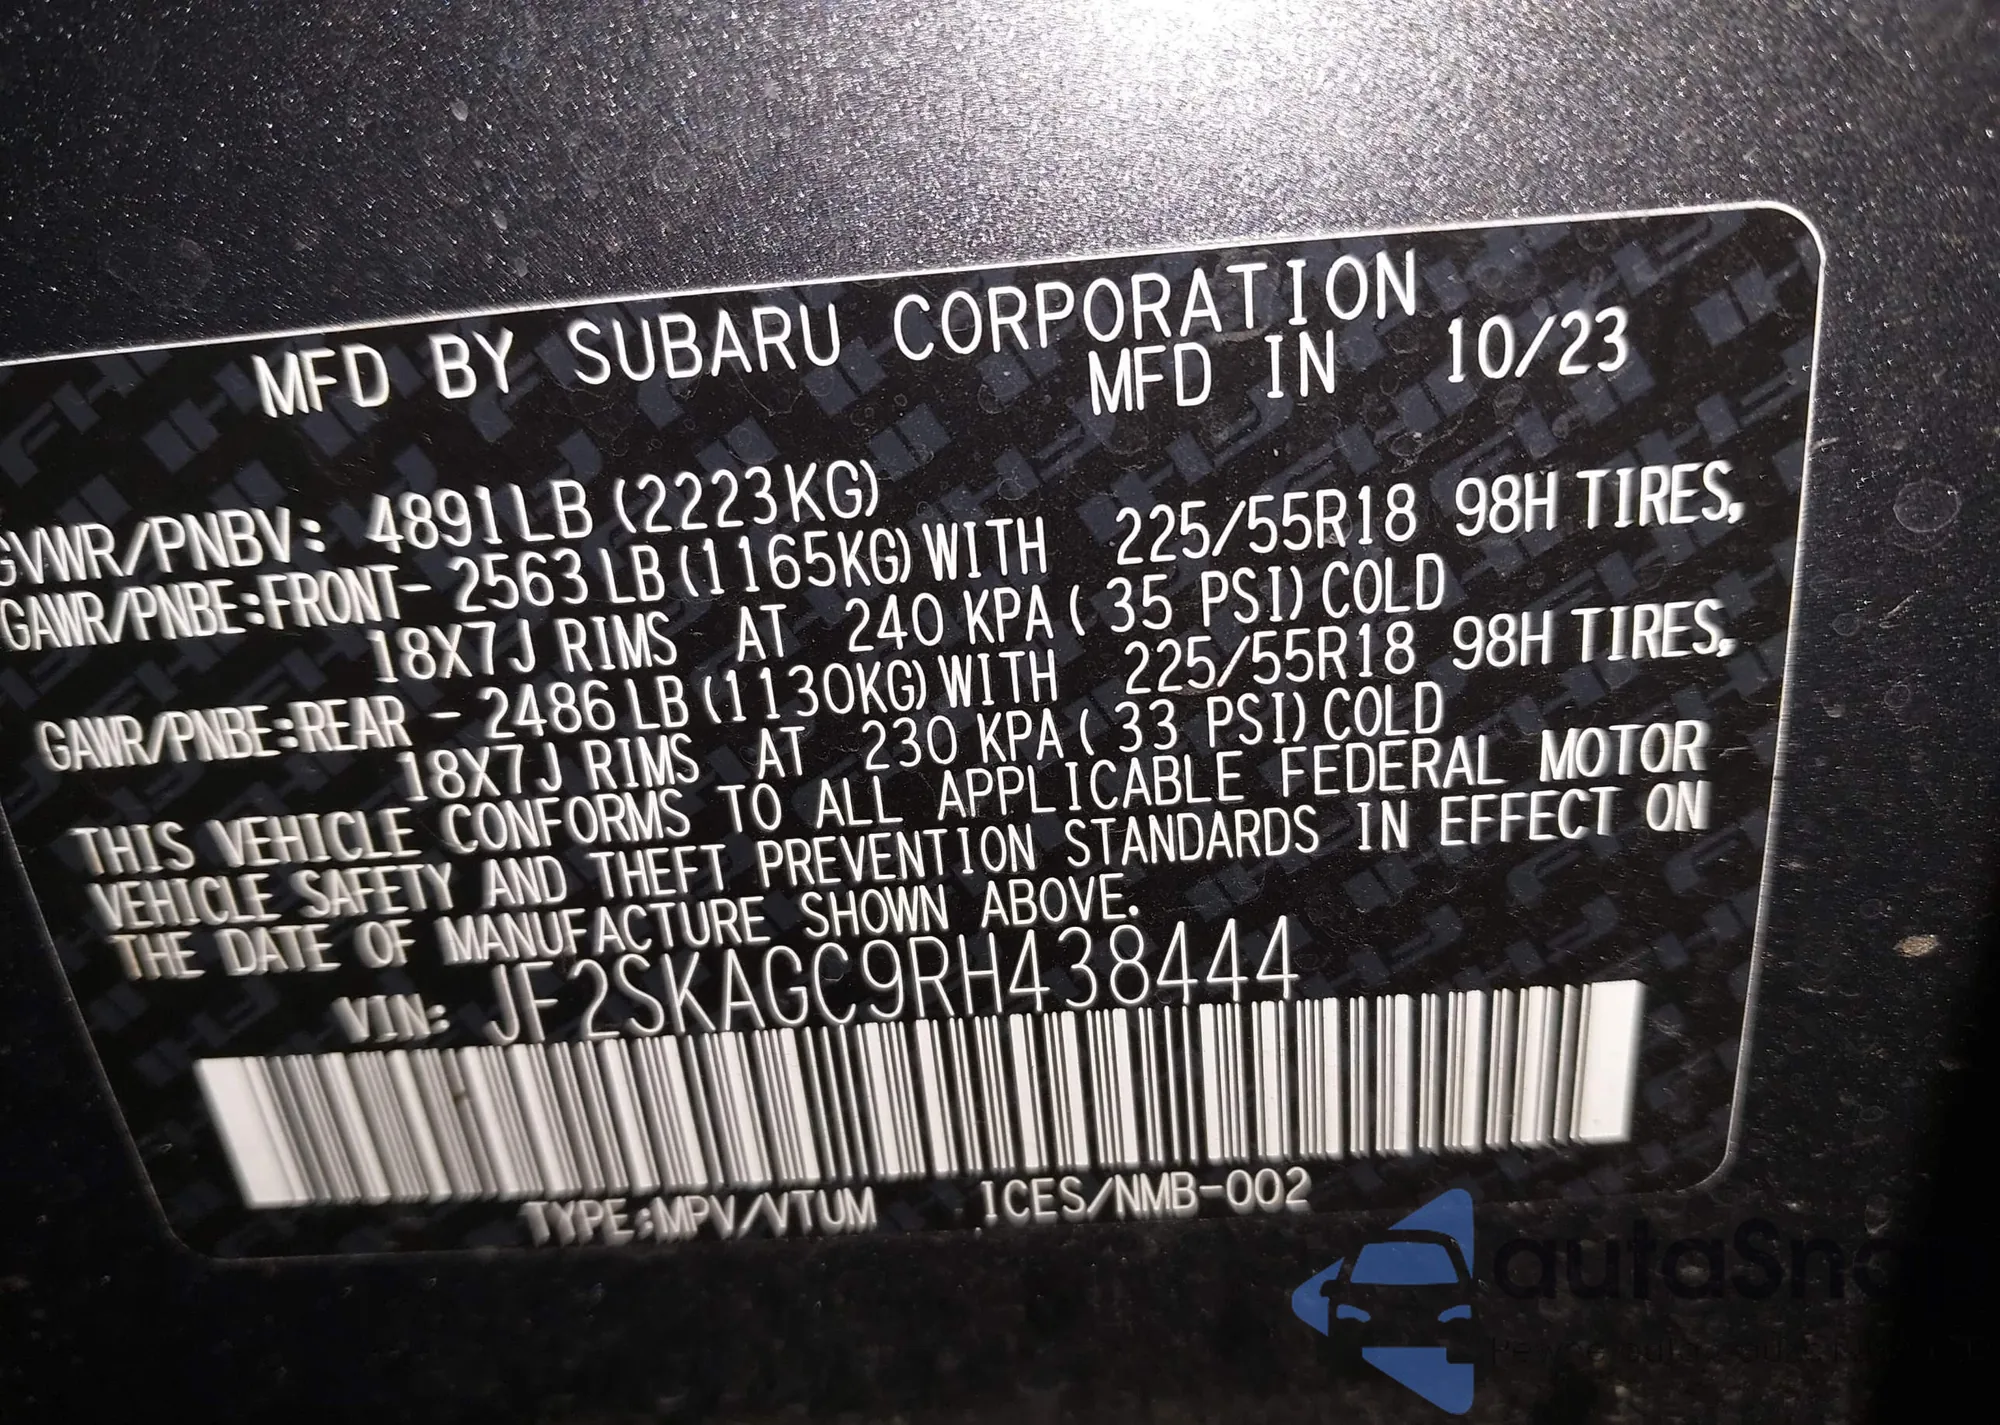 MFD BY SUBARU CORPORATION
MFD IN 10/23
GVWR/PNBV: 4891LB (2223KG)
GAWR/PNBE:FRONT- 2563 LB (1165KG) WITH 225/55R18 98H TIRES,
18X7J RIMS AT 240 KPA ( 35 PSI) COLD
GAWR/PNBE:REAR - 2486 LB (1130KG) WITH 225/55R18 98H TIRES,
18X7J RIMS AT 230 KPA ( 33 PSI) COLD
THIS VEHICLE CONFORMS TO ALL APPLICABLE FEDERAL MOTOR
VEHICLE SAFETY AND THEFT PREVENTION STANDARDS IN EFFECT ON
THE DATE OF MANUFACTURE SHOWN ABOVE.
VIN: JF2SKAGC9RH438444
TYPE:MPV/VTUM ICES/NMB-002